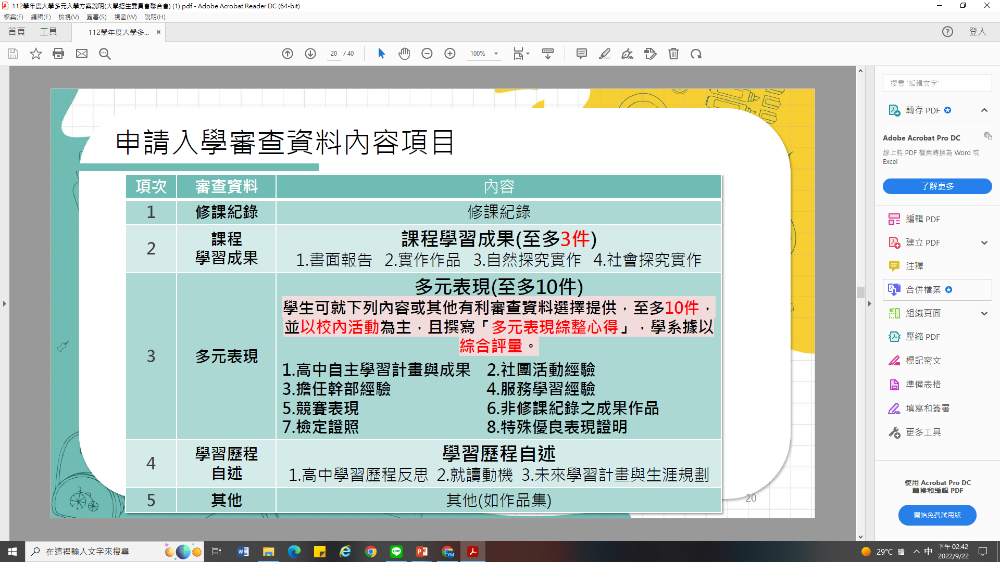 112學年度大學多元入學方案說明(大學招生委員會聯合會) (1).pdf - Adobe Acrobat Reader DC (64-bit)
檔案(F) 編輯(E) 檢視(V) 簽署(S) 視窗(W) 說明(H)
首頁 工具 112學年度大學多... × ? 登入
20 / 40 100%
搜尋 '編輯文字'
轉存 PDF
Adobe Acrobat Pro DC
線上將 PDF 檔案轉換為 Word 或
Excel
了解更多
編輯 PDF
建立 PDF
注釋
合併檔案
組織頁面
壓縮 PDF
標記密文
準備表格
填寫和簽署
更多工具
使用 Acrobat Pro DC
轉換和編輯 PDF
開始免費試用版
申請入學審查資料內容項目
項次 審查資料 內容
1 修課紀錄 修課紀錄
2 課程
學習成果
課程學習成果(至多3件)
1.書面報告 2.實作作品 3.自然探究實作 4.社會探究實作
3 多元表現
多元表現(至多10件)
學生可就下列內容或其他有利審查資料選擇提供，至多10件，
並以校內活動為主，且撰寫「多元表現綜整心得」，學系據以
綜合評量。
1.高中自主學習計畫與成果 2.社團活動經驗
3.擔任幹部經驗 4.服務學習經驗
5.競賽表現 6.非修課紀錄之成果作品
7.檢定證照 8.特殊優良表現證明
4 學習歷程
自述
學習歷程自述
1.高中學習歷程反思 2.就讀動機 3.未來學習計畫與生涯規劃
5 其他 其他(如作品集)
20
在這裡輸入文字來搜尋
29°C 晴 中 下午 02:42
2022/9/22